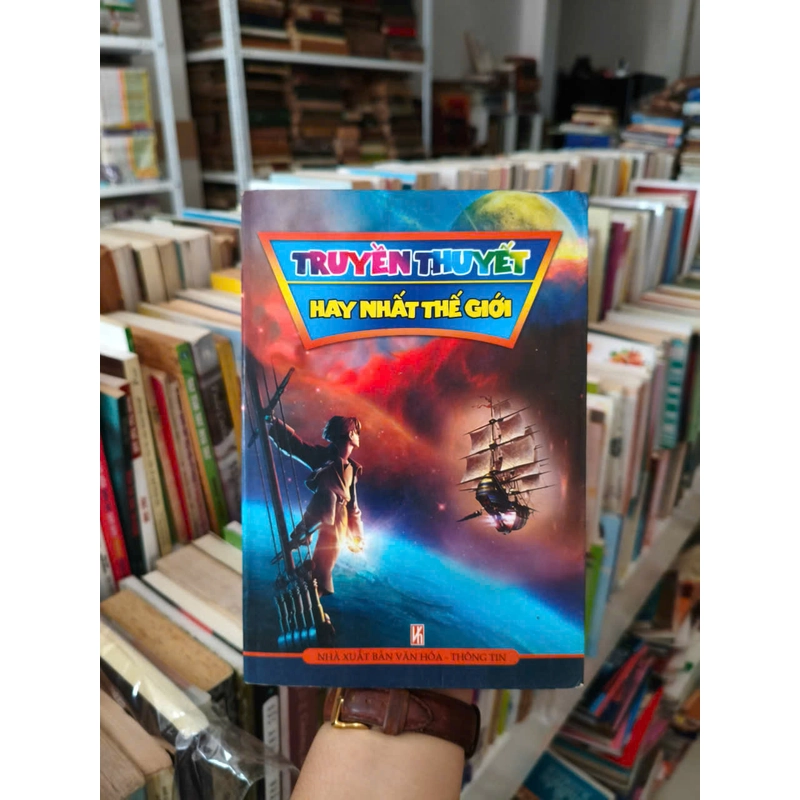 TRUYỀN THUYẾT
HAY NHẤT THẾ GIỚI
NHÀ XUẤT BẢN VĂN HÓA - THÔNG TIN